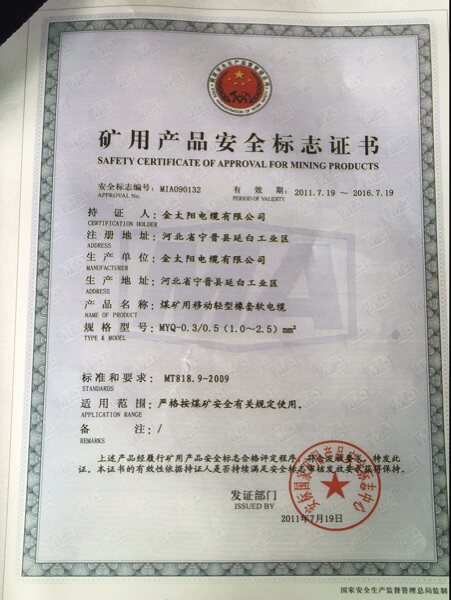 矿用产品安全标志证书
SAFETY CERTIFICATE OF APPROVAL FOR MINING PRODUCTS
安全标志编号: MIA090132 有效期: 2011.7.19 ~ 2016.7.19
APPROVAL No. PERIOD OF VALIDITY
持证人: 金太阳电缆有限公司
CERTIFICATION HOLDER
注册地址: 河北省宁晋县延白工业区
ADDRESS
生产单位: 金太阳电缆有限公司
MANUFACTURER
生产地址: 河北省宁晋县延白工业区
ADDRESS
产品名称: 煤矿用移动轻型橡套软电缆
NAME OF PRODUCT
规格型号: MYQ-0.3/0.5 (1.0~2.5) mm²
TYPE & MODEL
标准和要求: MT818.9-2009
STANDARDS
适用范围: 严格按煤矿安全有关规定使用。
APPLICATION RANGE
备注: /
REMARKS
上述产品经履行矿用产品安全标志合格评定程序, 符合发放要求, 特发此
证。本证书的有效性依据持证人是否持续满足安全标志审核发放要求获得保持。
发证部门
ISSUED BY
2011年7月19日
国家安全生产监督管理总局监制